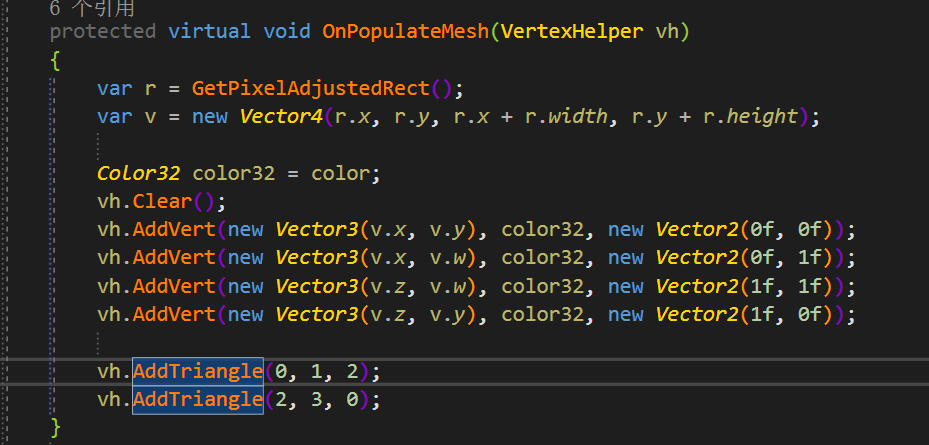 6 个引用
protected virtual void OnPopulateMesh(VertexHelper vh)
{
var r = GetPixelAdjustedRect();
var v = new Vector4(r.x, r.y, r.x + r.width, r.y + r.height);
Color32 color32 = color;
vh.Clear();
vh.AddVert(new Vector3(v.x, v.y), color32, new Vector2(0f, 0f));
vh.AddVert(new Vector3(v.x, v.w), color32, new Vector2(0f, 1f));
vh.AddVert(new Vector3(v.z, v.w), color32, new Vector2(1f, 1f));
vh.AddVert(new Vector3(v.z, v.y), color32, new Vector2(1f, 0f));
vh.AddTriangle(0, 1, 2);
vh.AddTriangle(2, 3, 0);
}